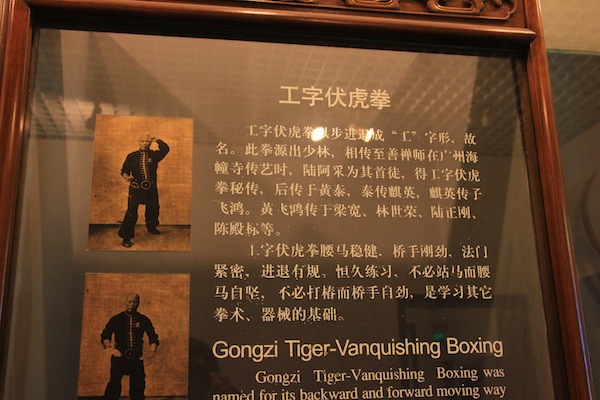 工字伏虎拳
工字伏虎拳以步进退成“工”字形、故
名。此拳源出少林，相传至善禅师在广州海
幢寺传艺时、陆阿采为其首徒，得工字伏虎
拳秘传，后传于黄泰，泰传麒英，麒英传子
飞鸿。黄飞鸿传于梁宽、林世荣、陆正刚、
陈殿标等。
工字伏虎拳腰马稳健、桥手刚劲、法门
紧密，进退有规。恒久练习、不必站马而腰
马自坚，不必打椿而桥手自劲，是学习其它
拳术、器械的基础。
Gongzi Tiger-Vanquishing Boxing
Gongzi Tiger-Vanquishing Boxing was
named for its backward and forward moving way